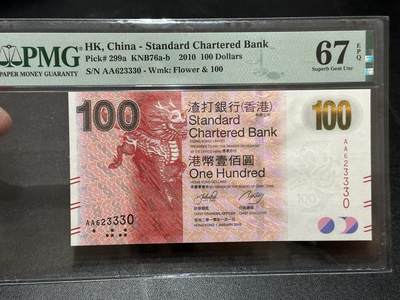 PMG
PAPER MONEY GUARANTY
HK, China - Standard Chartered Bank
Pick# 299a KNB76a-b 2010 100 Dollars
S/N AA623330 - Wmk: Flower & 100
67 EPQ
Superb Gem Unc
100
渣打銀行(香港)
Standard
Chartered Bank
港幣壹佰圓
One Hundred
100
AA623330
AA623330